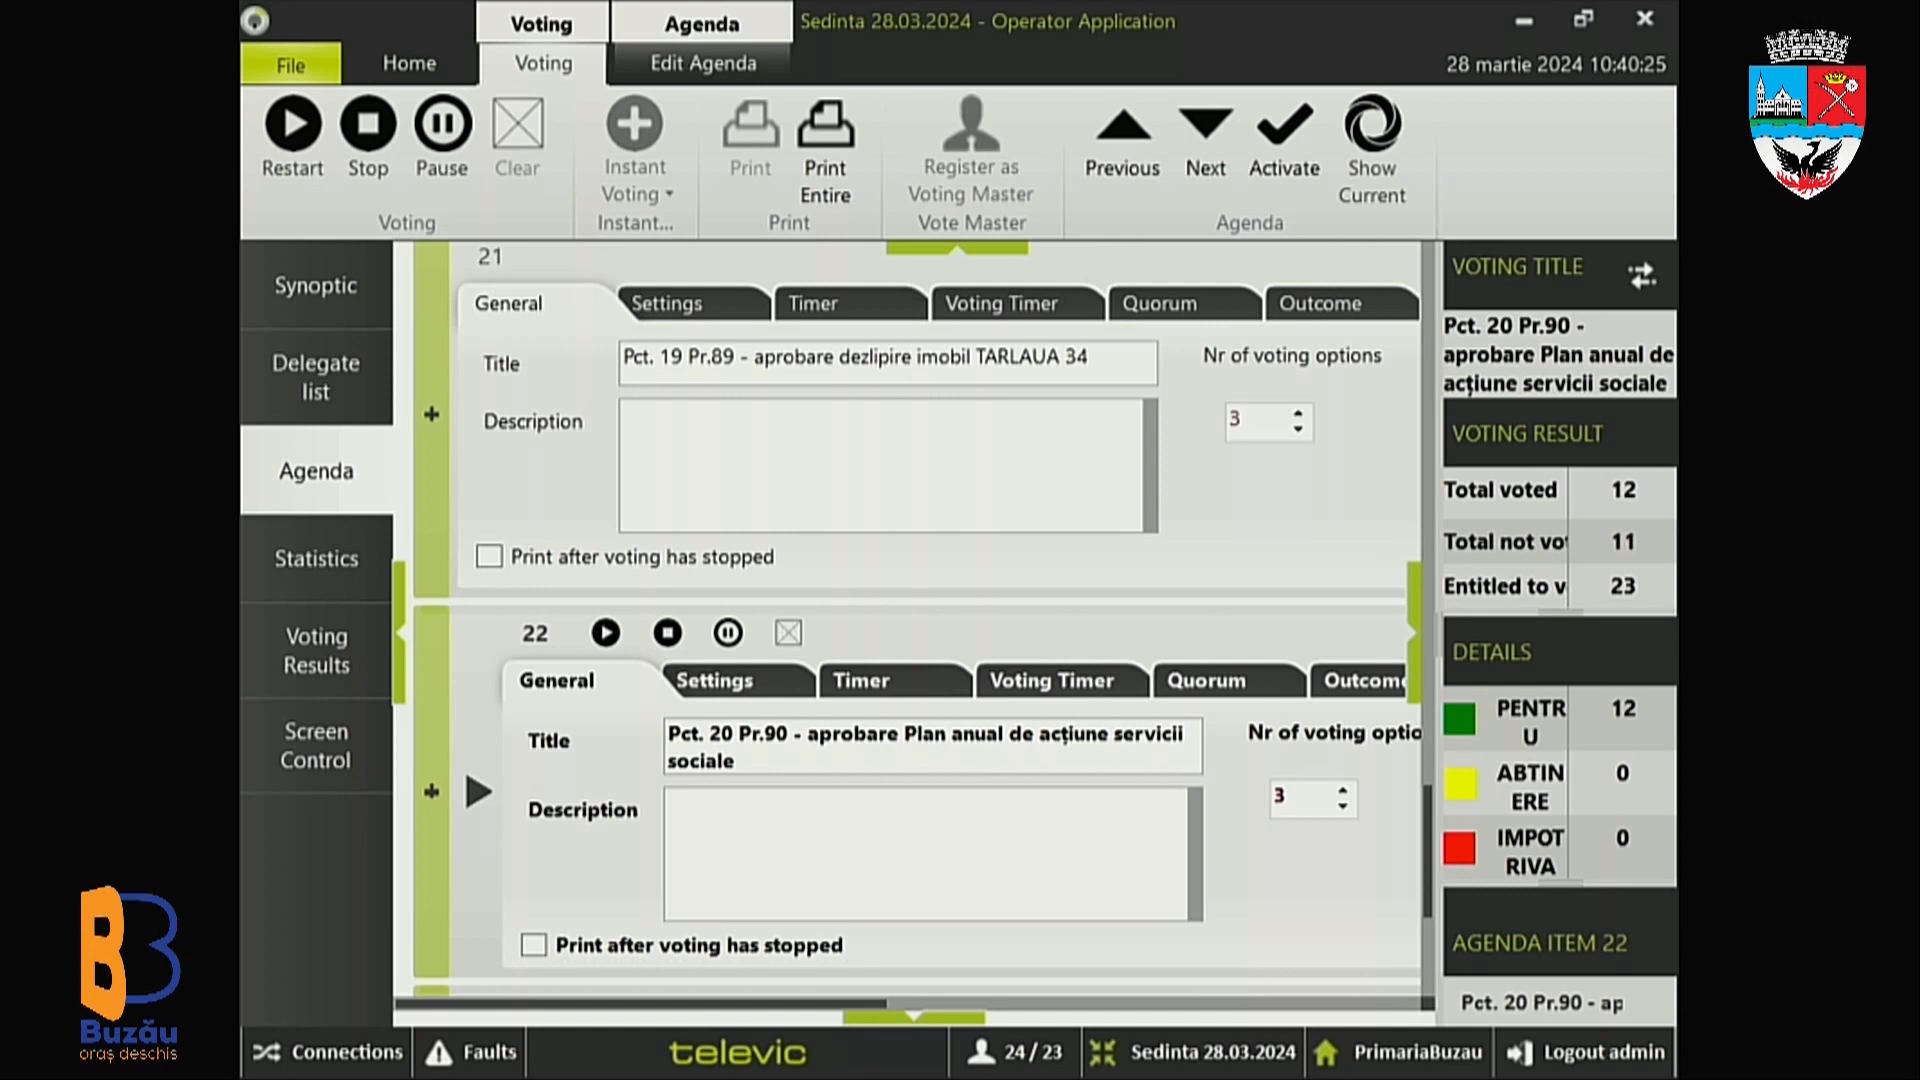 Voting
Agenda
Sedinta 28.03.2024 - Operator Application
File
Home
Voting
Edit Agenda
28 martie 2024 10:40:25
Restart
Stop
Pause
Clear
Voting
Instant
Voting
Instant...
Print
Print
Entire
Print
Register as
Voting Master
Vote Master
Previous
Next
Activate
Show
Current
Agenda
Synoptic
Delegate
list
Agenda
Statistics
Voting
Results
Screen
Control
21
General
Settings
Timer
Voting Timer
Quorum
Outcome
Title
Pct. 19 Pr.89 - aprobare dezlipire imobil TARLAUA 34
Nr of voting options
Description
3
Print after voting has stopped
22
General
Settings
Timer
Voting Timer
Quorum
Outcom
Title
Pct. 20 Pr.90 - aprobare Plan anual de acțiune servicii
sociale
Nr of voting optio
Description
3
Print after voting has stopped
VOTING TITLE
Pct. 20 Pr.90 -
aprobare Plan anual de
acțiune servicii sociale
VOTING RESULT
Total voted 12
Total not vo 11
Entitled to v 23
DETAILS
PENTR
U
12
ABTIN
ERE
0
IMPOT
RIVA
0
AGENDA ITEM 22
Pct. 20 Pr.90 - ap
Connections
Faults
televic
24 / 23
Sedinta 28.03.2024
PrimariaBuzau
Logout admin
Buzău
oraș deschis